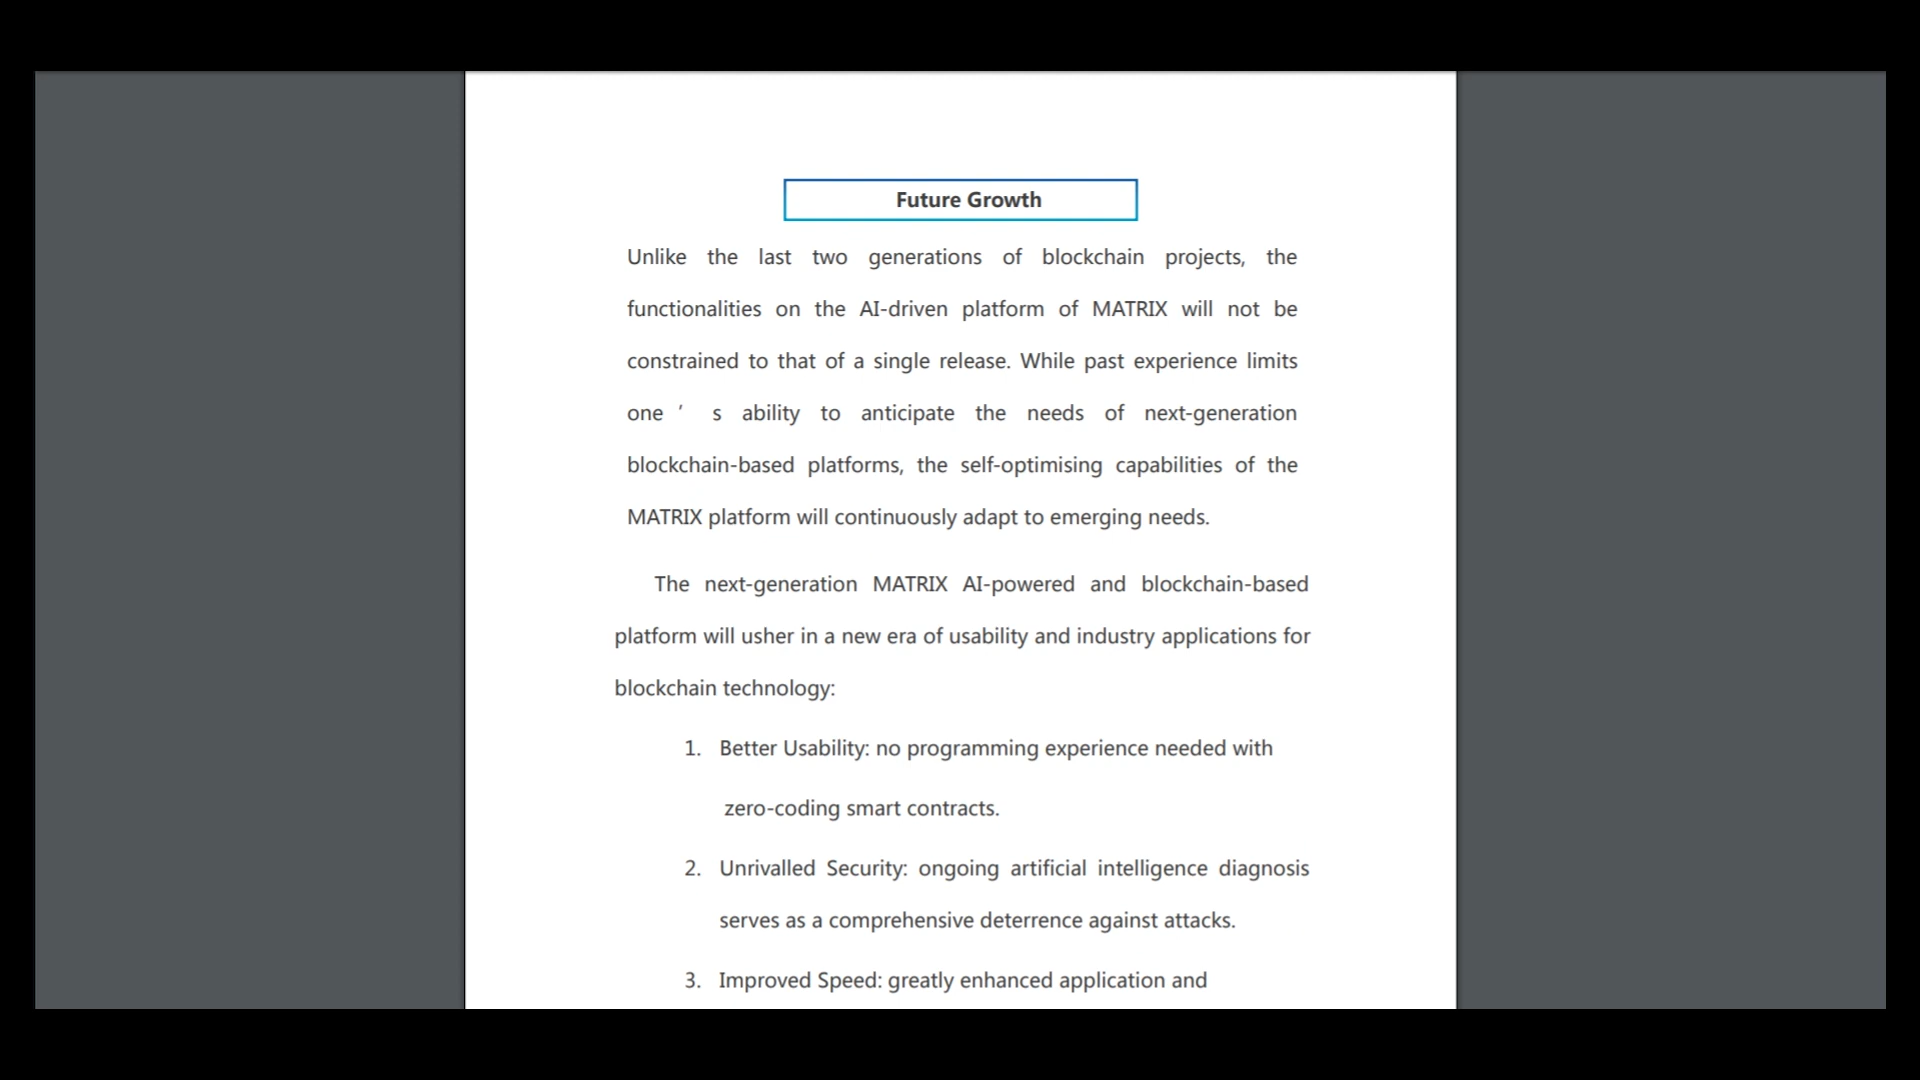 Future Growth
Unlike the last two generations of blockchain projects, the
functionalities on the AI-driven platform of MATRIX will not be
constrained to that of a single release. While past experience limits
one ′ s ability to anticipate the needs of next-generation
blockchain-based platforms, the self-optimising capabilities of the
MATRIX platform will continuously adapt to emerging needs.
The next-generation MATRIX AI-powered and blockchain-based
platform will usher in a new era of usability and industry applications for
blockchain technology:
1. Better Usability: no programming experience needed with
zero-coding smart contracts.
2. Unrivalled Security: ongoing artificial intelligence diagnosis
serves as a comprehensive deterrence against attacks.
3. Improved Speed: greatly enhanced application and